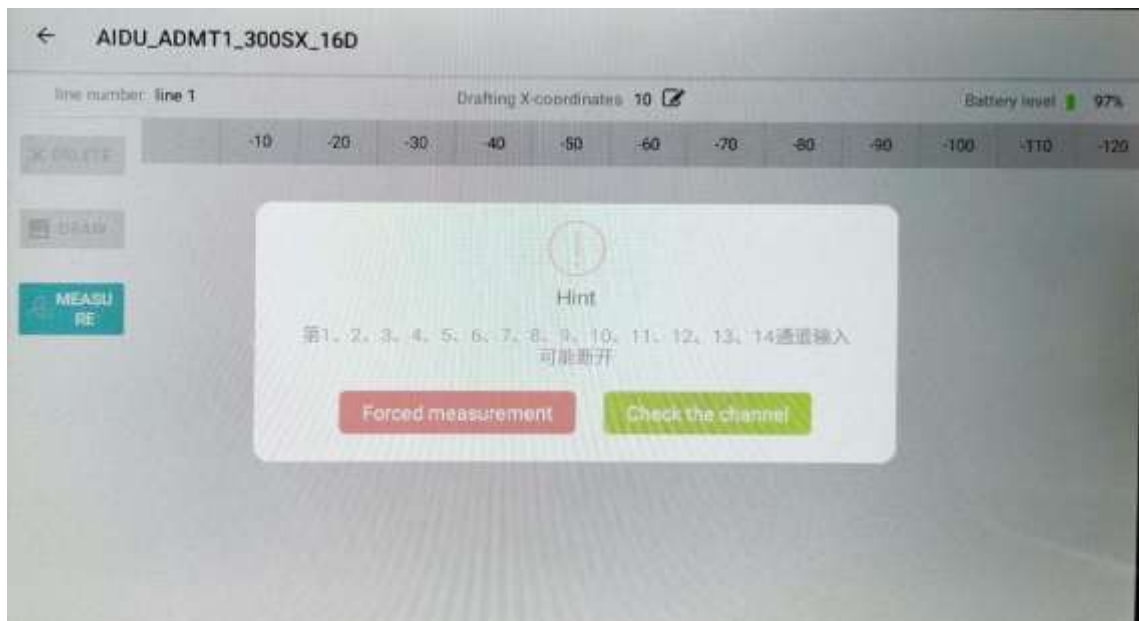 ← AIDU_ADMT1_300SX_16D
line number: line 1 Drafting X-coordinates 10 Battery level 97%
DELETE -10 -20 -30 -40 -50 -60 -70 -80 -90 -100 -110 -120
DRAW
Hint
MEASU
RE
第1、2、3、4、5、6、7、8、9、10、11、12、13、14通道输入
可能断开
Forced measurement Check the channel